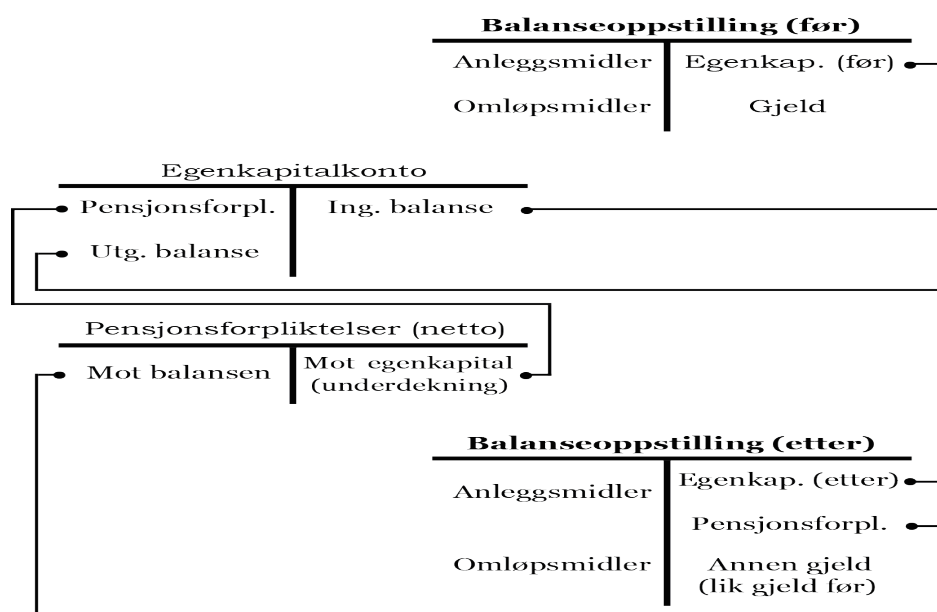 Balanseoppstilling (før)
Anleggsmidler
Egenkap. (før)
Omløpsmidler
Gjeld
Egenkapitalkonto
Pensjonsforpl.
Ing. balanse
Utg. balanse
Pensjonsforpliktelser (netto)
Mot balansen
Mot egenkapital
(underdekning)
Balanseoppstilling (etter)
Anleggsmidler
Egenkap. (etter)
Pensjonsforpl.
Omløpsmidler
Annen gjeld
(lik gjeld før)